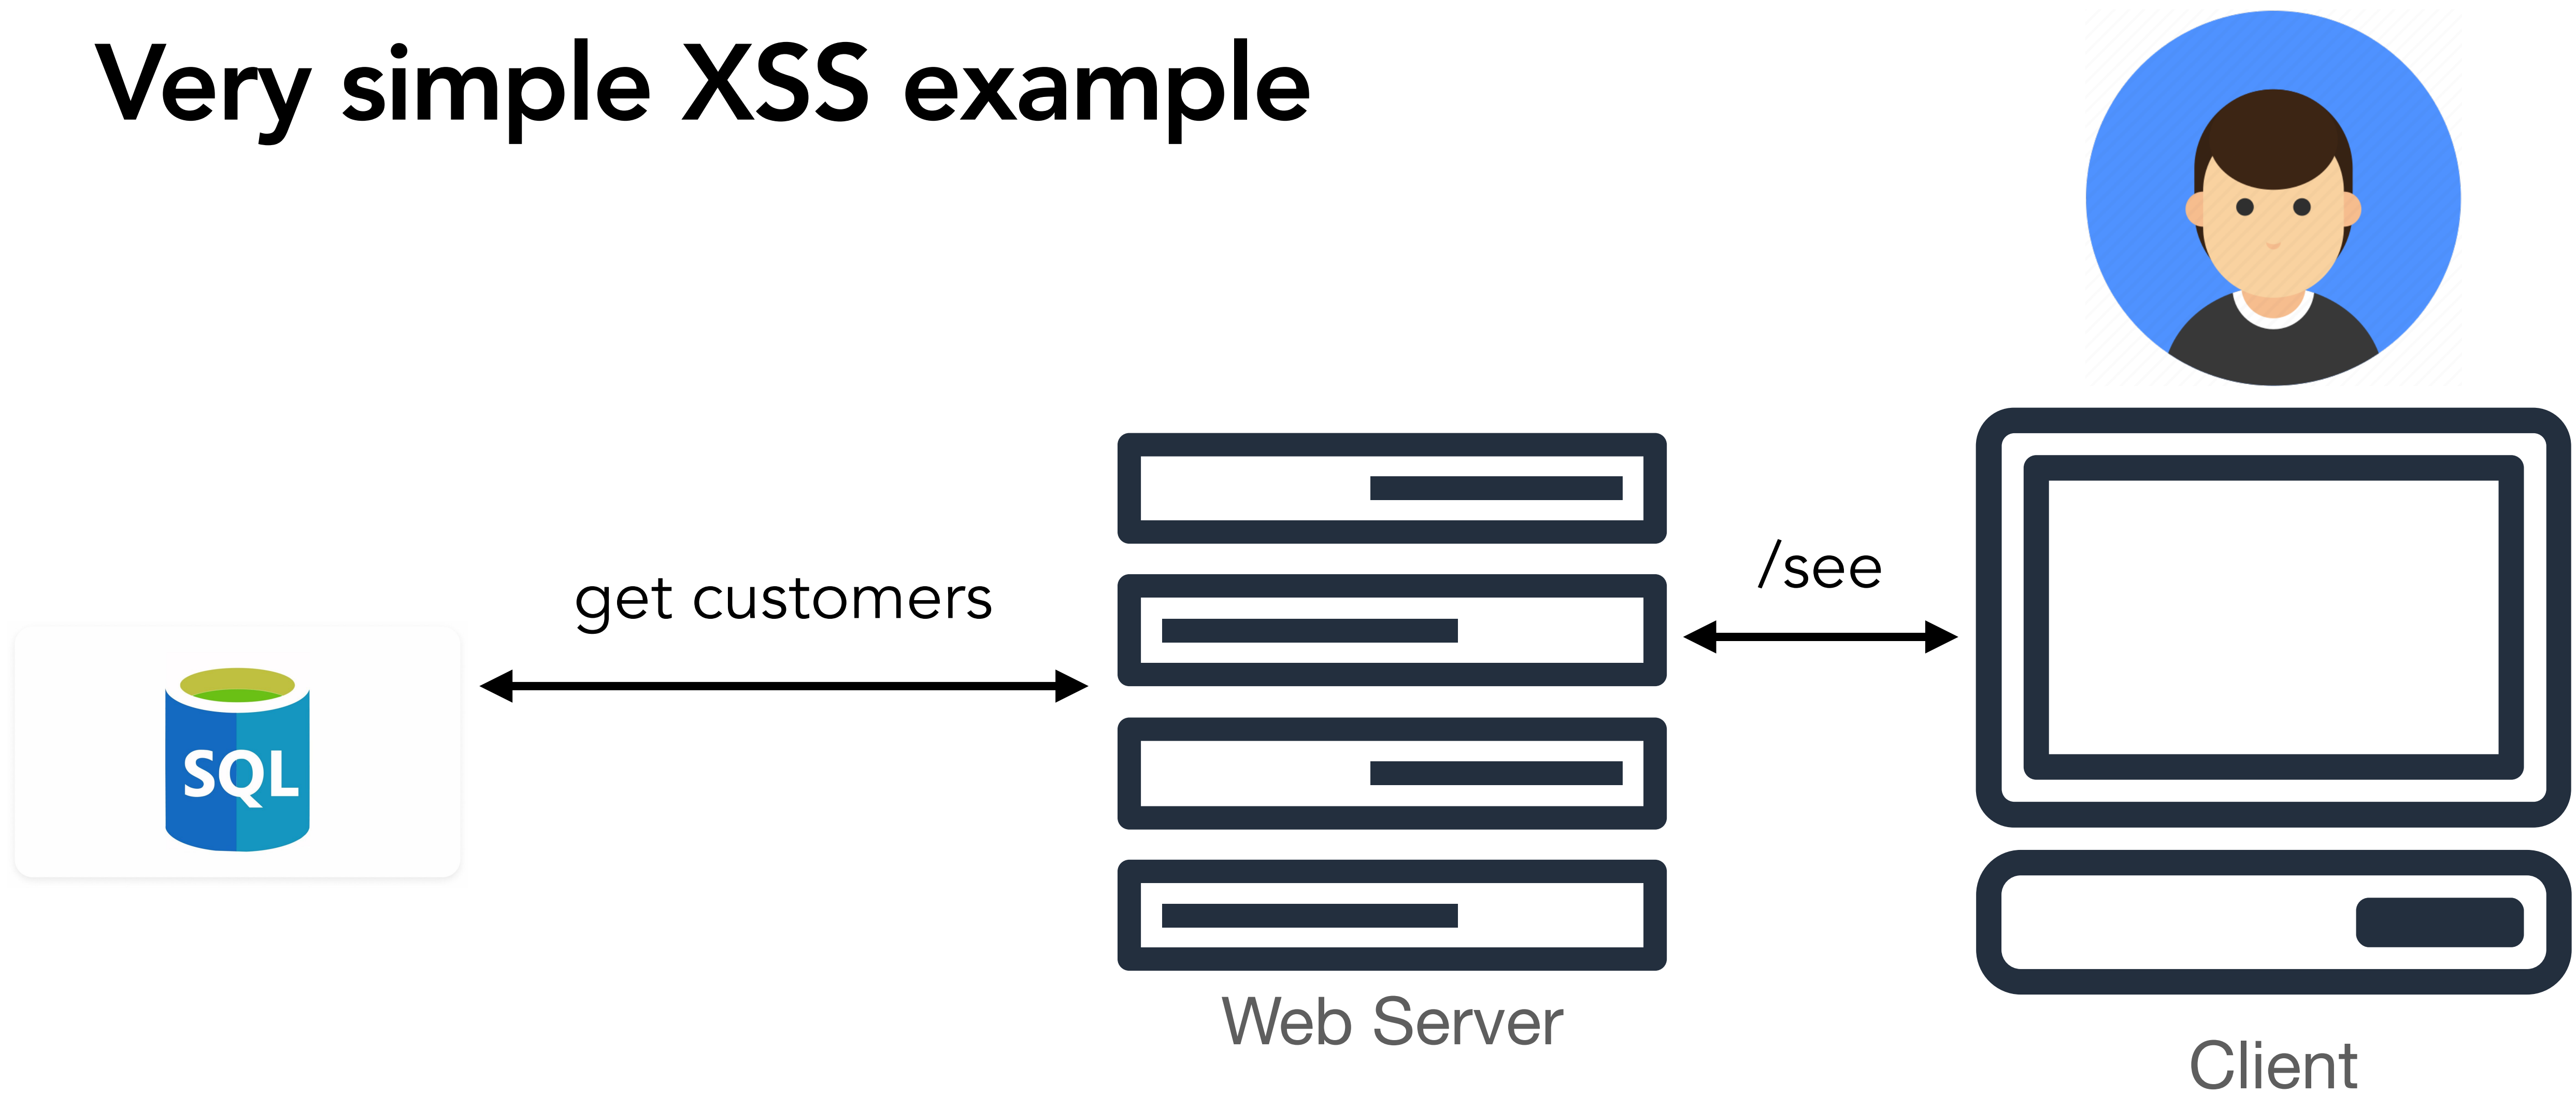 Very simple XSS example
get customers
/see
SQL
Web Server
Client